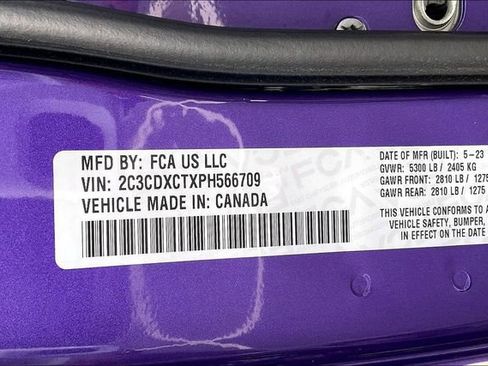 MFD BY: FCA US LLC
VIN: 2C3CDXCTXPH566709
VEHICLE MADE IN: CANADA
MFR DATE (BUILT): 5-23
GVWR: 5300 LB / 2405 KG
GAWR FRONT: 2810 LB / 1275
GAWR REAR: 2810 LB / 1275
THIS VEHICLE CONFORMS TO A
VEHICLE SAFETY, BUMPER,
IN EFFECT ON THE DATE